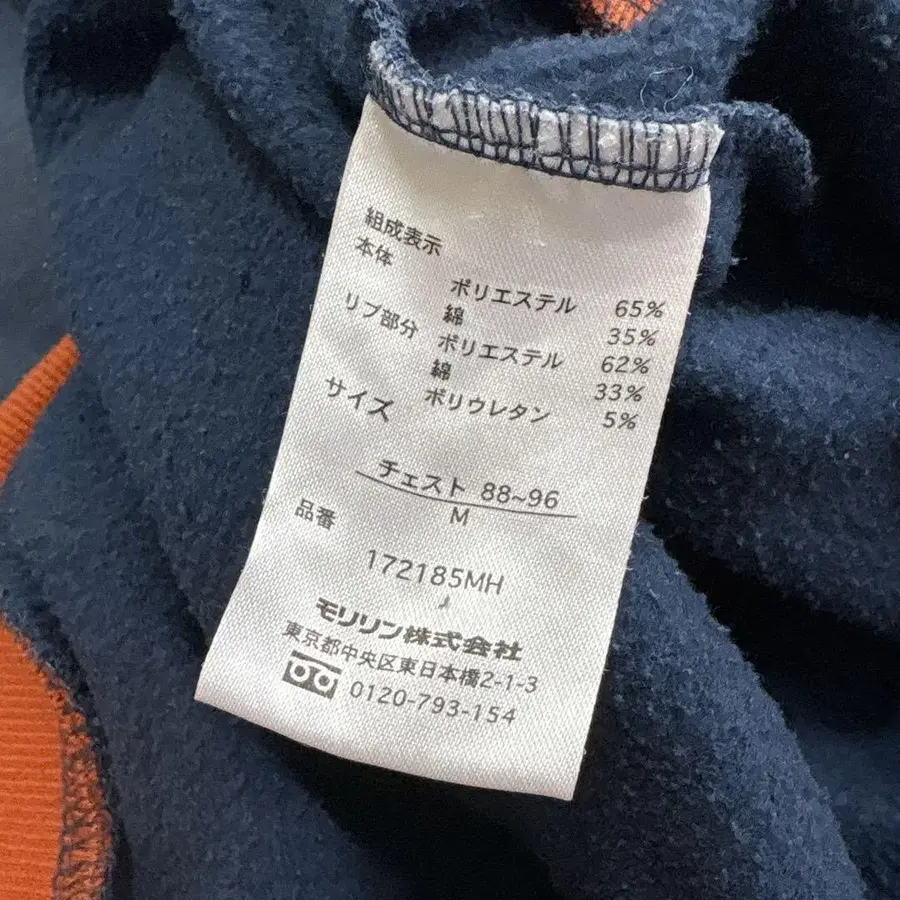 組成表示
本体
ポリエステル 65%
綿 35%
リブ部分 ポリエステル 62%
綿 33%
ポリウレタン 5%
サイズ
チェスト 88~96
M
品番
172185MH
モリリン株式会社
東京都中央区東日本橋2-1-3
0120-793-154